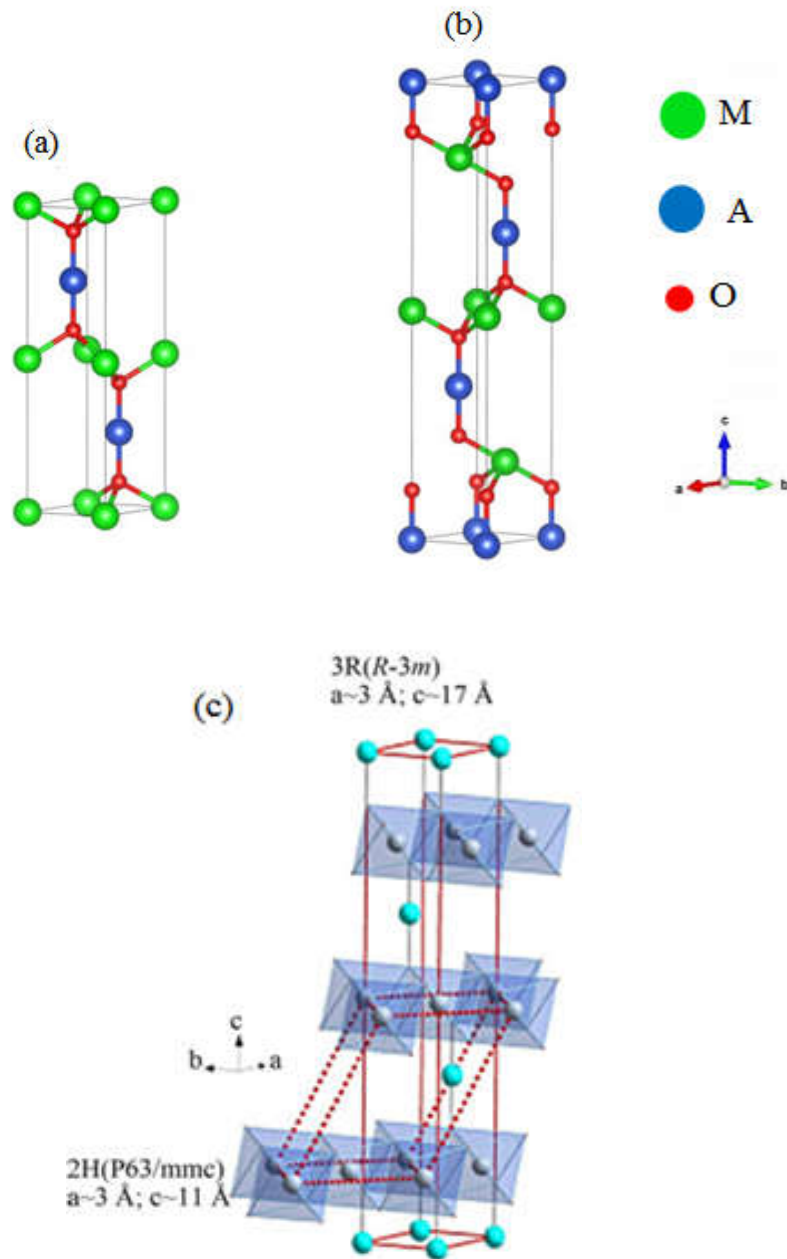 (b)
M
(a)
A
O
c
a
b
3R(R-3m)
a~3 Å; c~17 Å
(c)
c
b
a
2H(P63/mmc)
a~3 Å; c~11 Å